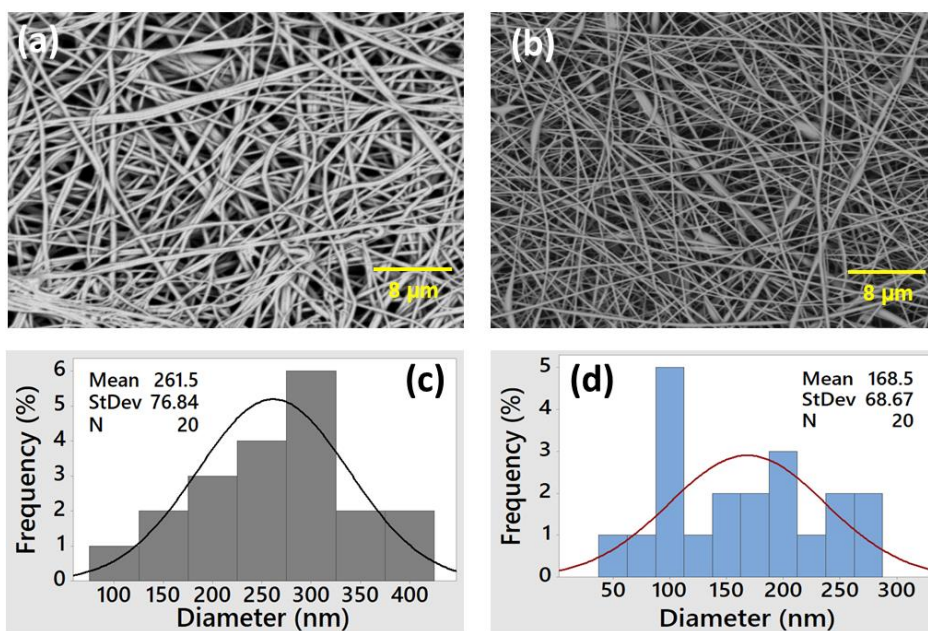 (a)
8 μm
(b)
8 μm
(c)
Mean 261.5
StDev 76.84
N 20
Frequency (%)
6
5
4
3
2
1
0
100 150 200 250 300 350 400
Diameter (nm)
(d)
Mean 168.5
StDev 68.67
N 20
Frequency (%)
5
4
3
2
1
0
50 100 150 200 250 300
Diameter (nm)